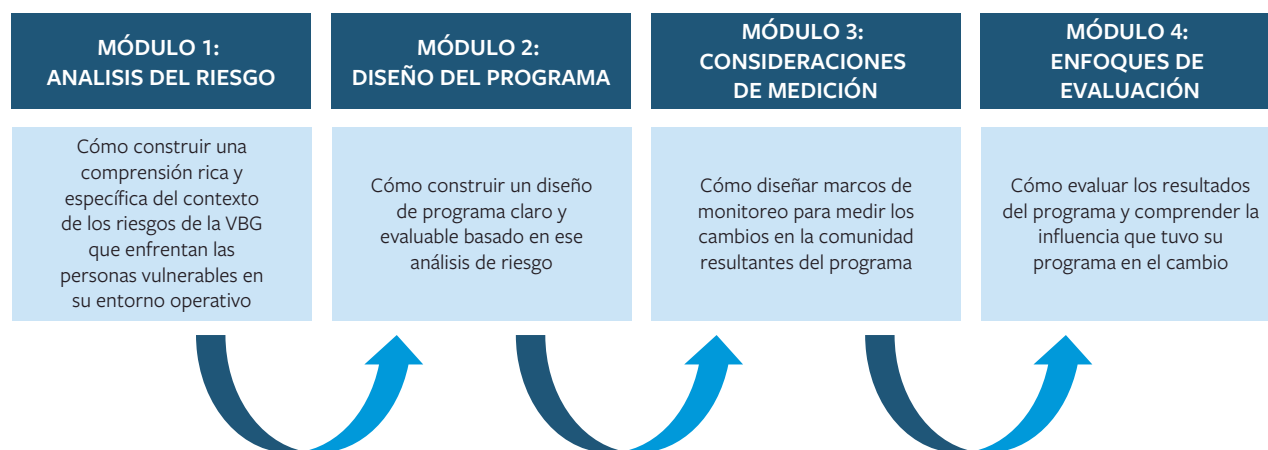 MÓDULO 1:
ANALISIS DEL RIESGO
Cómo construir una
comprensión rica y
específica del contexto
de los riesgos de la VBG
que enfrentan las
personas vulnerables en
su entorno operativo
MÓDULO 2:
DISEÑO DEL PROGRAMA
Cómo construir un diseño
de programa claro y
evaluable basado en ese
análisis de riesgo
MÓDULO 3:
CONSIDERACIONES
DE MEDICIÓN
Cómo diseñar marcos de
monitoreo para medir los
cambios en la comunidad
resultantes del programa
MÓDULO 4:
ENFOQUES DE
EVALUACIÓN
Cómo evaluar los resultados
del programa y comprender la
influencia que tuvo su
programa en el cambio